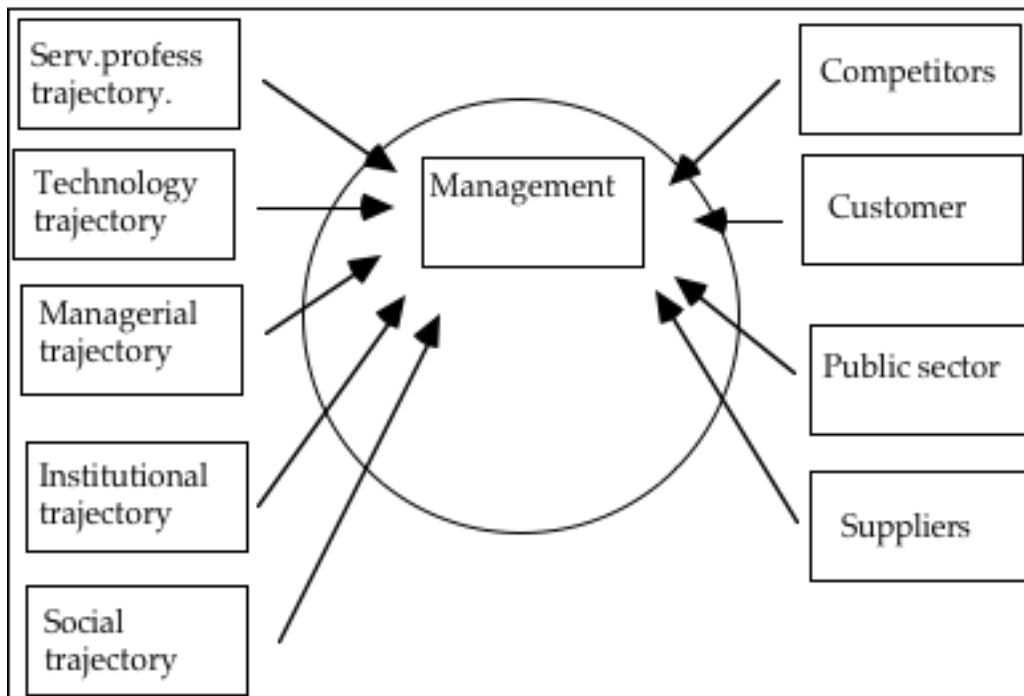 Serv.profess
trajectory.
Technology
trajectory
Managerial
trajectory
Institutional
trajectory
Social
trajectory
Management
Competitors
Customer
Public sector
Suppliers